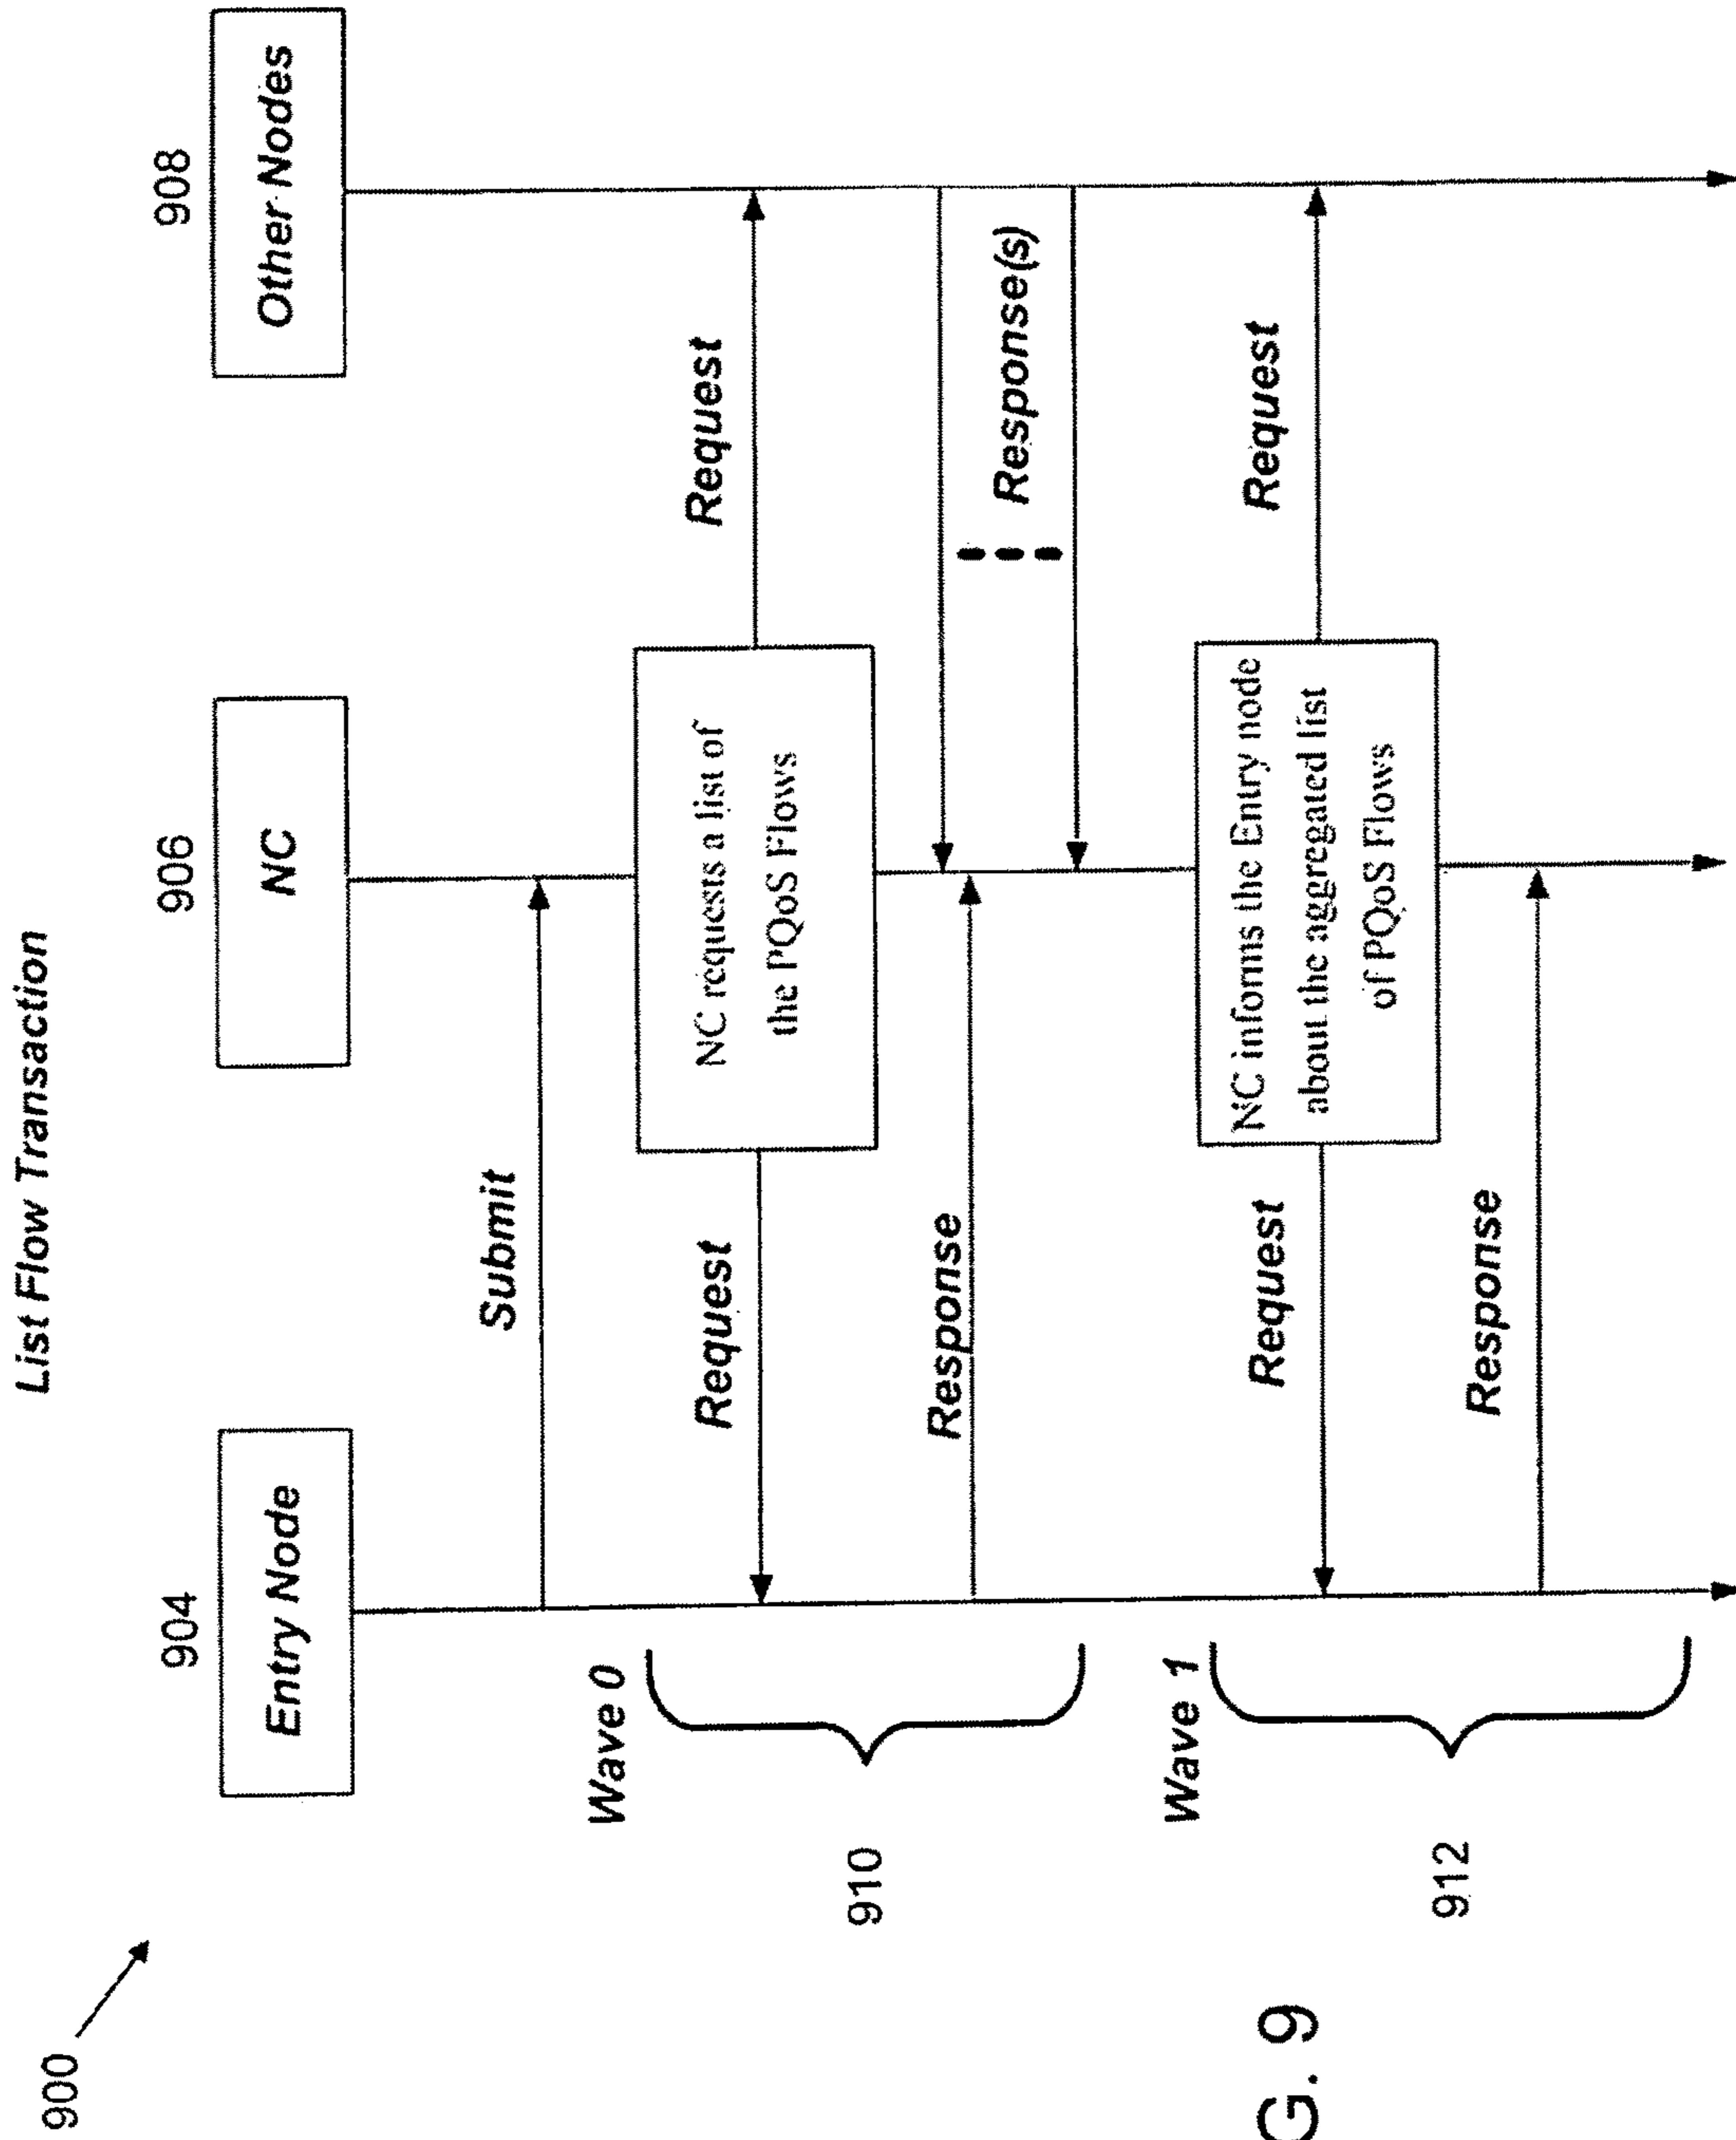 900
List Flow Transaction
904
906
908
Entry Node
NC
Other Nodes
Submit
Wave 0
Request
NC requests a list of
the PQoS Flows
Request
910
Response
Response(s)
Wave 1
Request
NC informs the Entry node
about the aggregated list
of PQoS Flows
Request
912
Response
G. 9